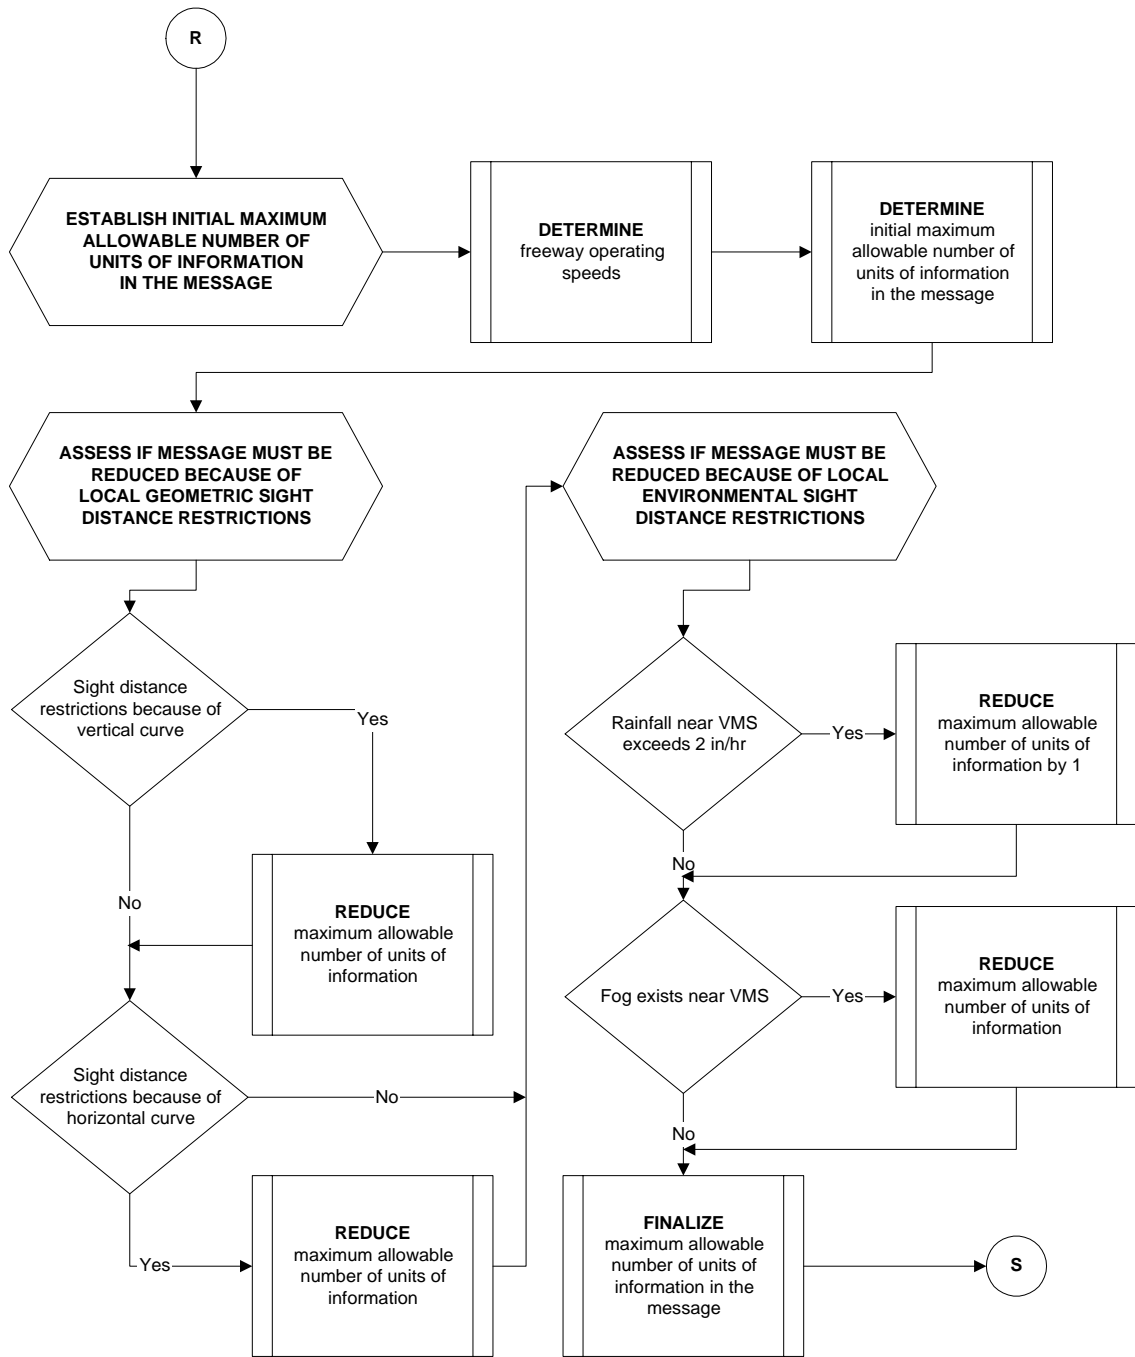 R
ESTABLISH INITIAL MAXIMUM
ALLOWABLE NUMBER OF
UNITS OF INFORMATION
IN THE MESSAGE
DETERMINE
freeway operating
speeds
DETERMINE
initial maximum
allowable number of
units of information
in the message
ASSESS IF MESSAGE MUST BE
REDUCED BECAUSE OF
LOCAL GEOMETRIC SIGHT
DISTANCE RESTRICTIONS
Sight distance
restrictions because of
vertical curve
Yes
No
REDUCE
maximum allowable
number of units of
information
Sight distance
restrictions because of
horizontal curve
No
Yes
REDUCE
maximum allowable
number of units of
information
ASSESS IF MESSAGE MUST BE
REDUCED BECAUSE OF LOCAL
ENVIRONMENTAL SIGHT
DISTANCE RESTRICTIONS
Rainfall near VMS
exceeds 2 in/hr
Yes
REDUCE
maximum allowable
number of units of
information by 1
No
Fog exists near VMS
Yes
REDUCE
maximum allowable
number of units of
information
No
FINALIZE
maximum allowable
number of units of
information in the
message
S